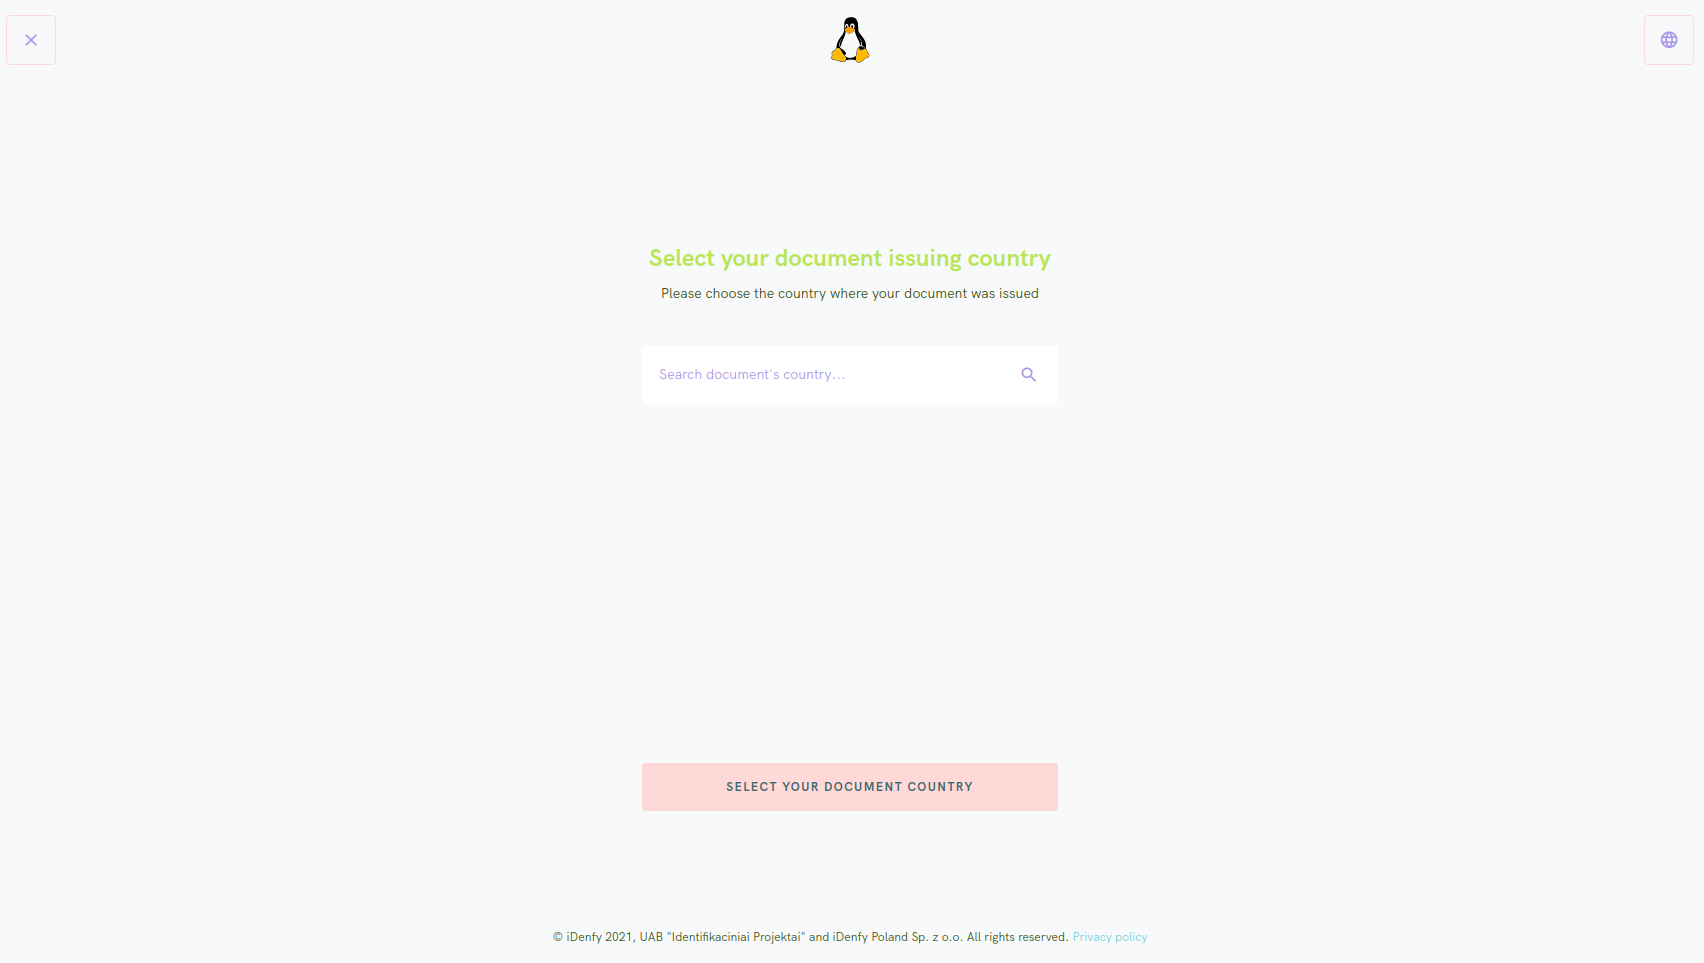 Select your document issuing country
Please choose the country where your document was issued
Search document's country...
SELECT YOUR DOCUMENT COUNTRY
© iDenfy 2021, UAB "Identifikaciniai Projektai" and iDenfy Poland Sp. z o.o. All rights reserved. Privacy policy